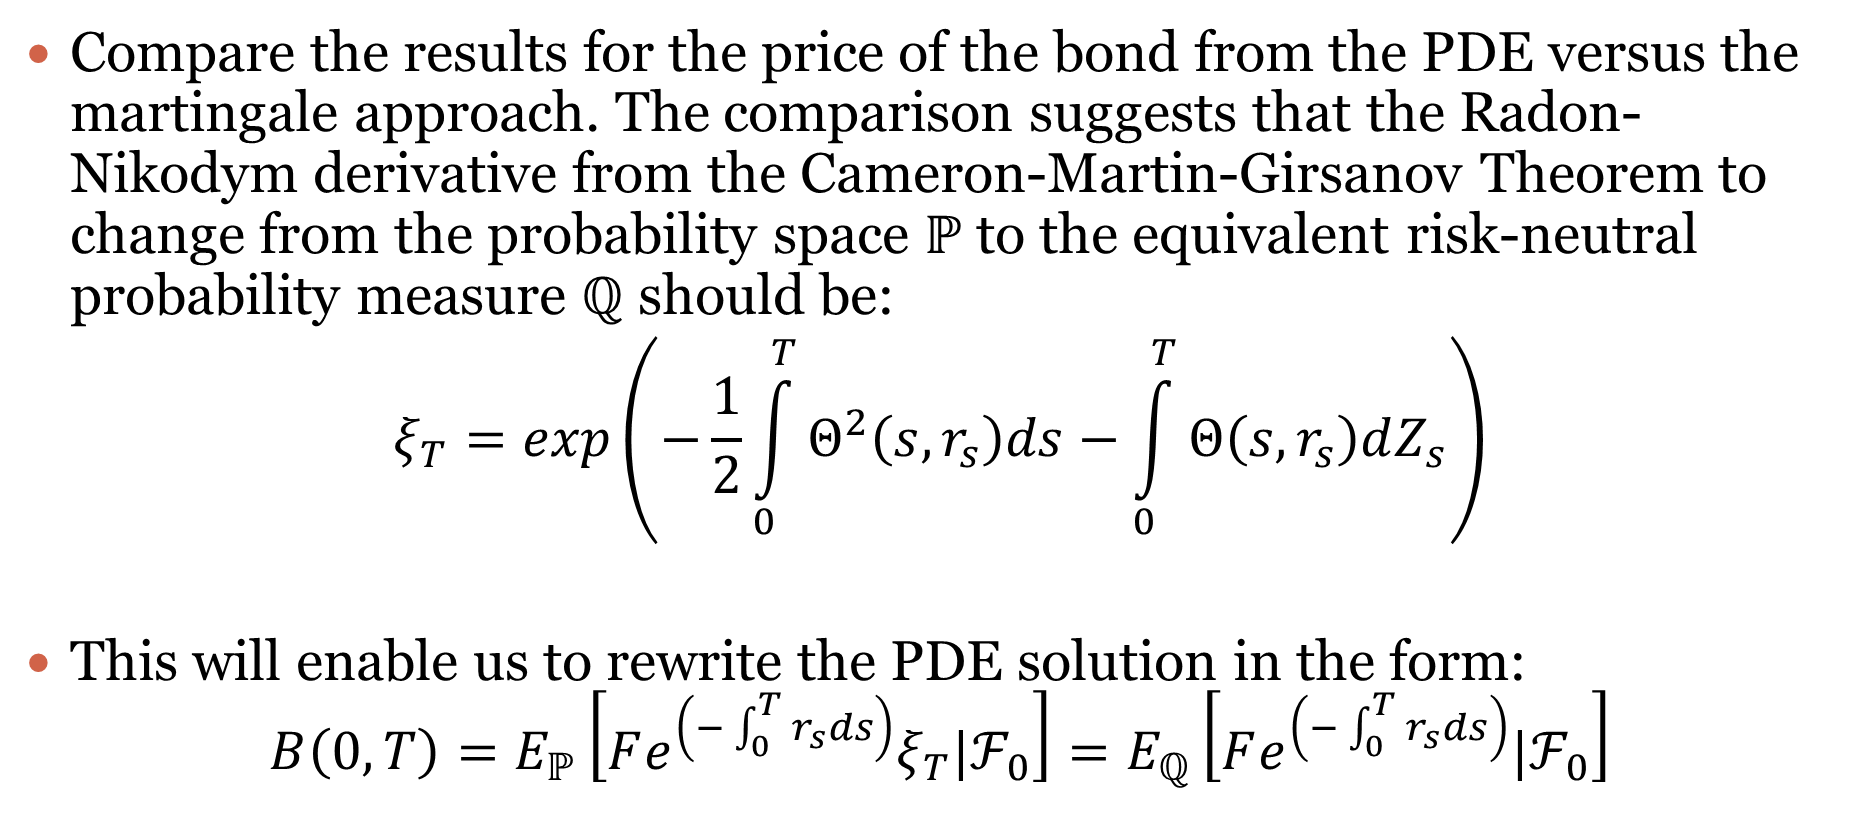 • Compare the results for the price of the bond from the PDE versus the
martingale approach. The comparison suggests that the Radon-
Nikodym derivative from the Cameron-Martin-Girsanov Theorem to
change from the probability space ℙ to the equivalent risk-neutral
probability measure ℚ should be:
ξ_T = exp(−1/2 ∫_0^T Θ²(s, r_s)ds − ∫_0^T Θ(s, r_s)dZ_s)
• This will enable us to rewrite the PDE solution in the form:
B(0, T) = E_ℙ [Fe^(− ∫_0^T r_s ds) ξ_T|ℱ_0] = E_ℚ [Fe^(− ∫_0^T r_s ds)|ℱ_0]